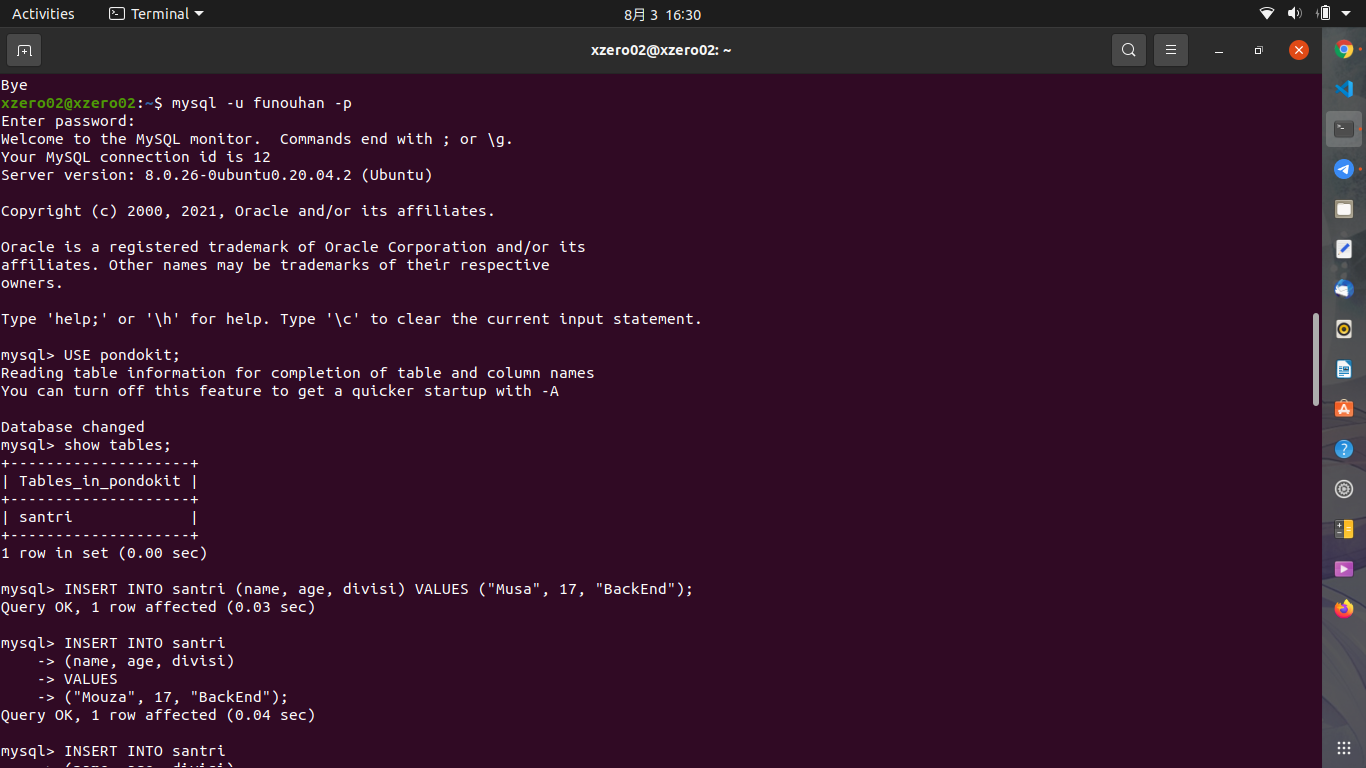 Activities
Terminal
8月 3 16:30
xzero02@xzero02: ~
Bye
xzero02@xzero02:~$ mysql -u funouhan -p
Enter password:
Welcome to the MySQL monitor.  Commands end with ; or \g.
Your MySQL connection id is 12
Server version: 8.0.26-0ubuntu0.20.04.2 (Ubuntu)
Copyright (c) 2000, 2021, Oracle and/or its affiliates.
Oracle is a registered trademark of Oracle Corporation and/or its
affiliates. Other names may be trademarks of their respective
owners.
Type 'help;' or '\h' for help. Type '\c' to clear the current input statement.
mysql> USE pondokit;
Reading table information for completion of table and column names
You can turn off this feature to get a quicker startup with -A
Database changed
mysql> show tables;
+--------------------+
| Tables_in_pondokit |
+--------------------+
| santri             |
+--------------------+
1 row in set (0.00 sec)
mysql> INSERT INTO santri (name, age, divisi) VALUES ("Musa", 17, "BackEnd");
Query OK, 1 row affected (0.03 sec)
mysql> INSERT INTO santri
    -> (name, age, divisi)
    -> VALUES
    -> ("Mouza", 17, "BackEnd");
Query OK, 1 row affected (0.04 sec)
mysql> INSERT INTO santri
    -> (name, age, divisi)